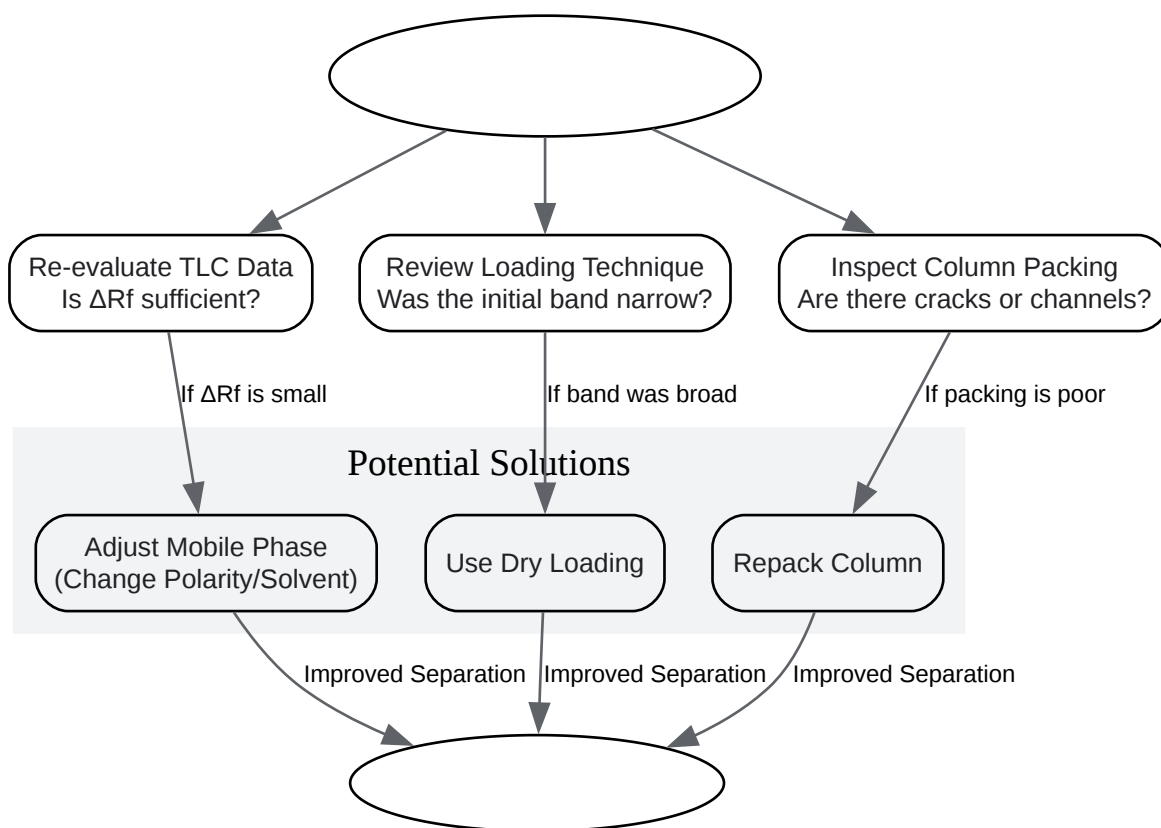 Re-evaluate TLC Data
Is ΔRf sufficient?
Review Loading Technique
Was the initial band narrow?
Inspect Column Packing
Are there cracks or channels?
If ΔRf is small
If band was broad
If packing is poor
Potential Solutions
Adjust Mobile Phase
(Change Polarity/Solvent)
Use Dry Loading
Repack Column
Improved Separation
Improved Separation
Improved Separation